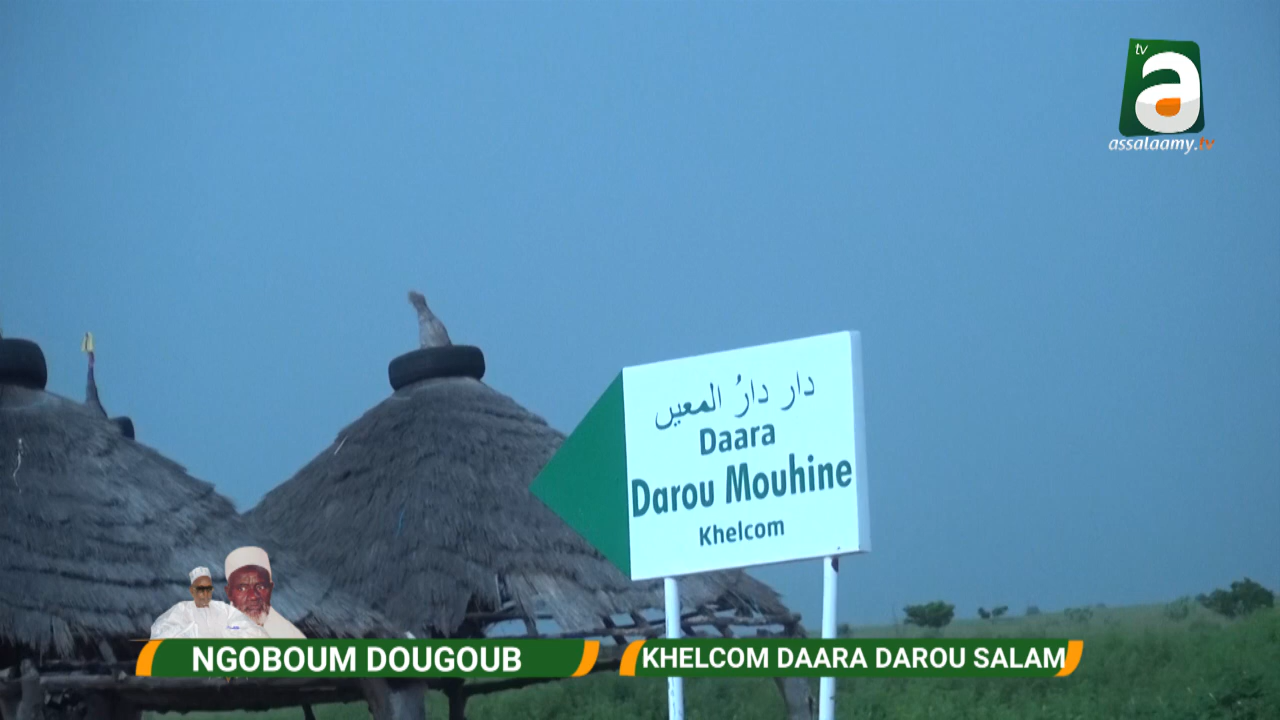 tv
a
assalaamy.tv
دار دارُ المعين
Daara
Darou Mouhine
Khelcom
NGOBOUM DOUGOUB
KHELCOM DAARA DAROU SALAM